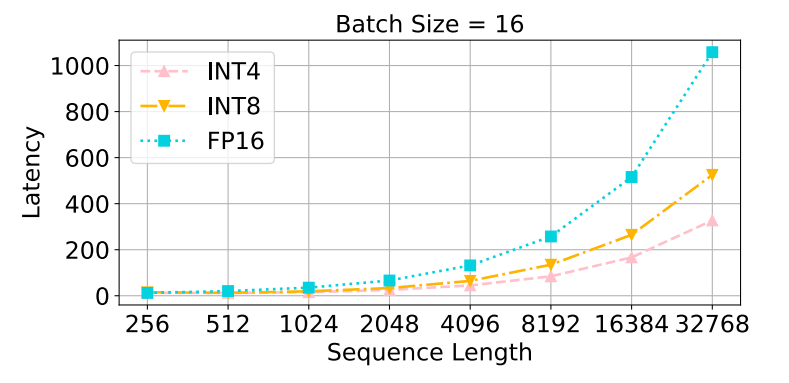 Batch Size = 16
1000
800
600
400
200
0
Latency
INT4
INT8
FP16
256 512 1024 2048 4096 8192 16384 32768
Sequence Length